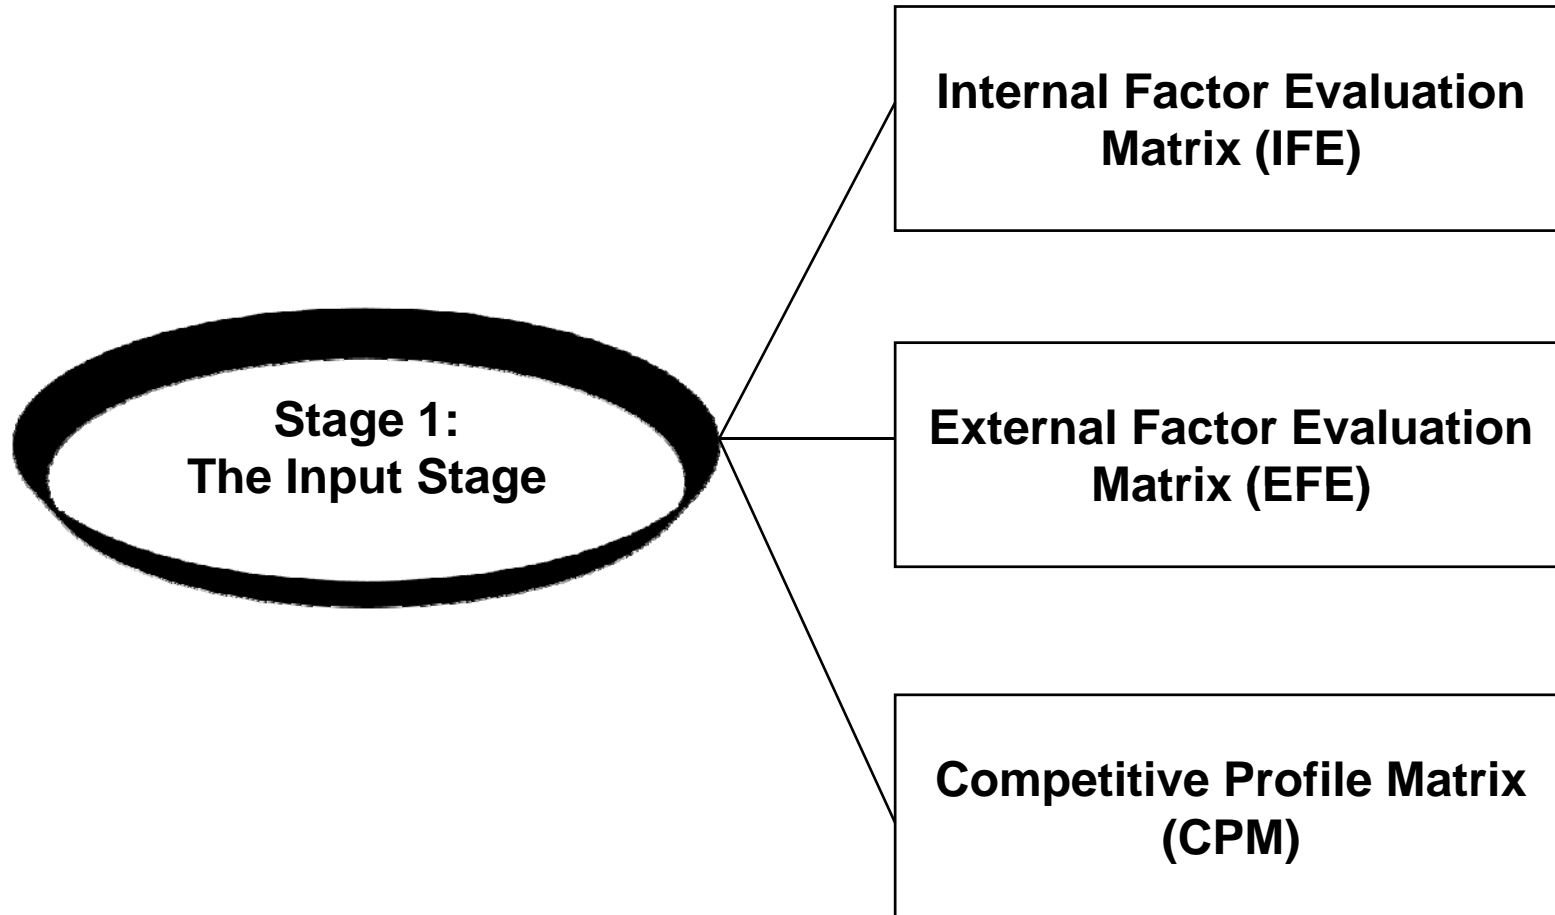 Stage 1:
The Input Stage
Internal Factor Evaluation
Matrix (IFE)
External Factor Evaluation
Matrix (EFE)
Competitive Profile Matrix
(CPM)